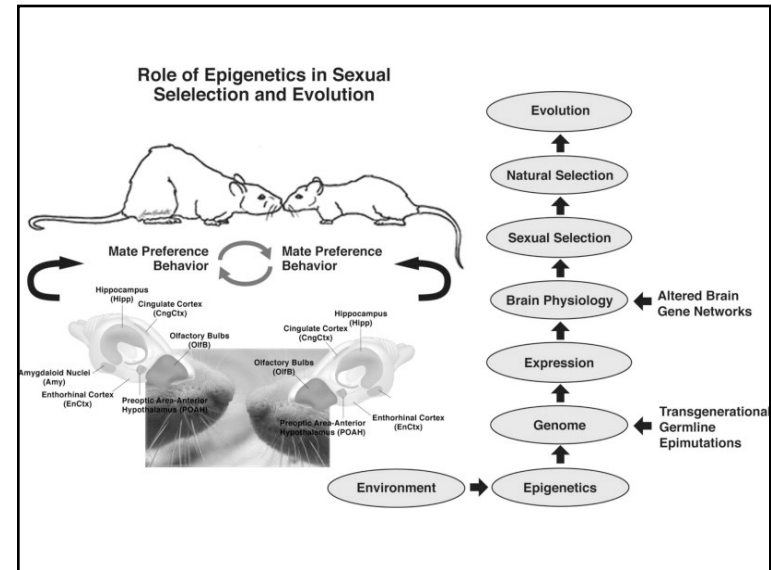 Role of Epigenetics in Sexual
Selelection and Evolution
Mate Preference
Behavior
Mate Preference
Behavior
Hippocampus
(Hipp)
Cingulate Cortex
(CngCtx)
Olfactory Bulbs
(OlfB)
Amygdaloid Nuclei
(Amy)
Enthorhinal Cortex
(EnCtx)
Preoptic Area-Anterior
Hypothalamus (POAH)
Hippocampus
(Hipp)
Cingulate Cortex
(CngCtx)
Olfactory Bulbs
(OlfB)
Preoptic Area-Anterior
Hypothalamus (POAH)
Enthorhinal Cortex
(EnCtx)
Evolution
Natural Selection
Sexual Selection
Brain Physiology
Altered Brain
Gene Networks
Expression
Genome
Transgenerational
Germline
Epimutations
Environment
Epigenetics